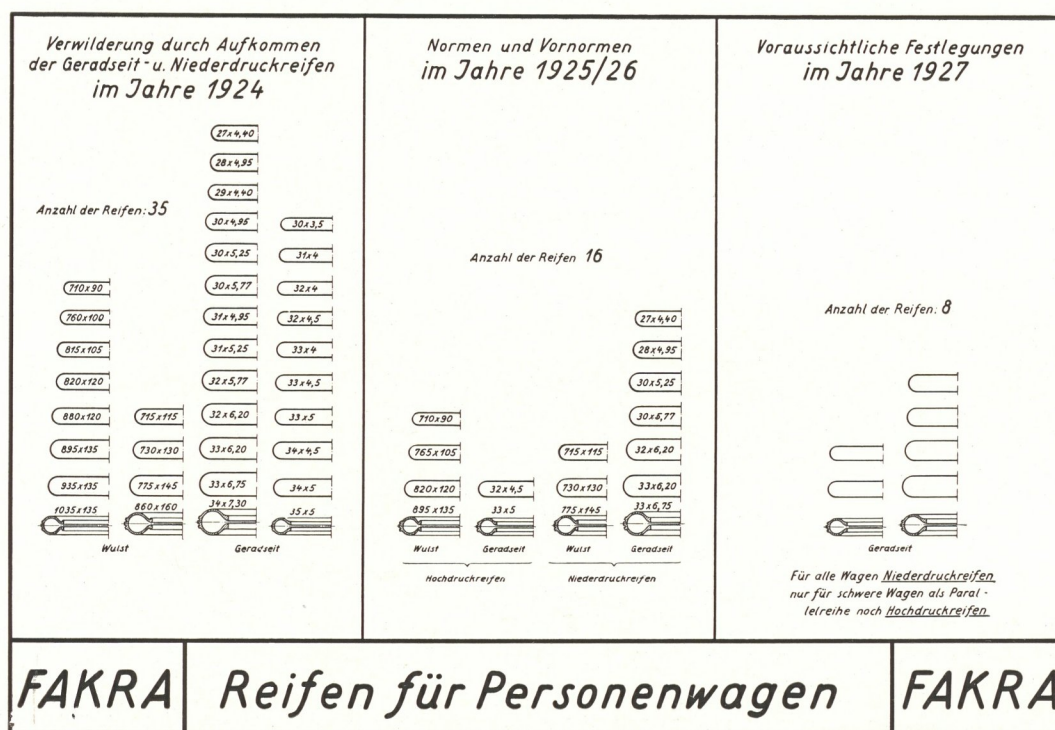 Verwilderung durch Aufkommen
der Geradseit- u. Niederdruckreifen
im Jahre 1924
Anzahl der Reifen: 35
710x90
760x100
815x105
820x120
880x120
895x135
935x135
1035x135
715x115
730x130
775x145
860x160
Wulst
27x4,40
28x4,95
29x4,40
30x4,95
30x5,25
30x5,77
31x4,95
31x5,25
32x5,77
32x6,20
33x6,20
33x6,75
34x7,30
30x3,5
31x4
32x4
32x4,5
33x4
33x4,5
33x5
34x4,5
34x5
35x5
Geradseit
Normen und Vornormen
im Jahre 1925/26
Anzahl der Reifen 16
710x90
765x105
820x120
895x135
Wulst
32x4,5
33x5
Geradseit
Hochdruckreifen
715x115
730x130
775x145
Wulst
27x4,40
28x4,95
30x5,25
30x5,77
32x6,20
33x6,20
33x6,75
Geradseit
Niederdruckreifen
Voraussichtliche Festlegungen
im Jahre 1927
Anzahl der Reifen: 8
Geradseit
Für alle Wagen Niederdruckreifen
nur für schwere Wagen als Paral-
lelreihe noch Hochdruckreifen
FAKRA
Reifen für Personenwagen
FAKRA